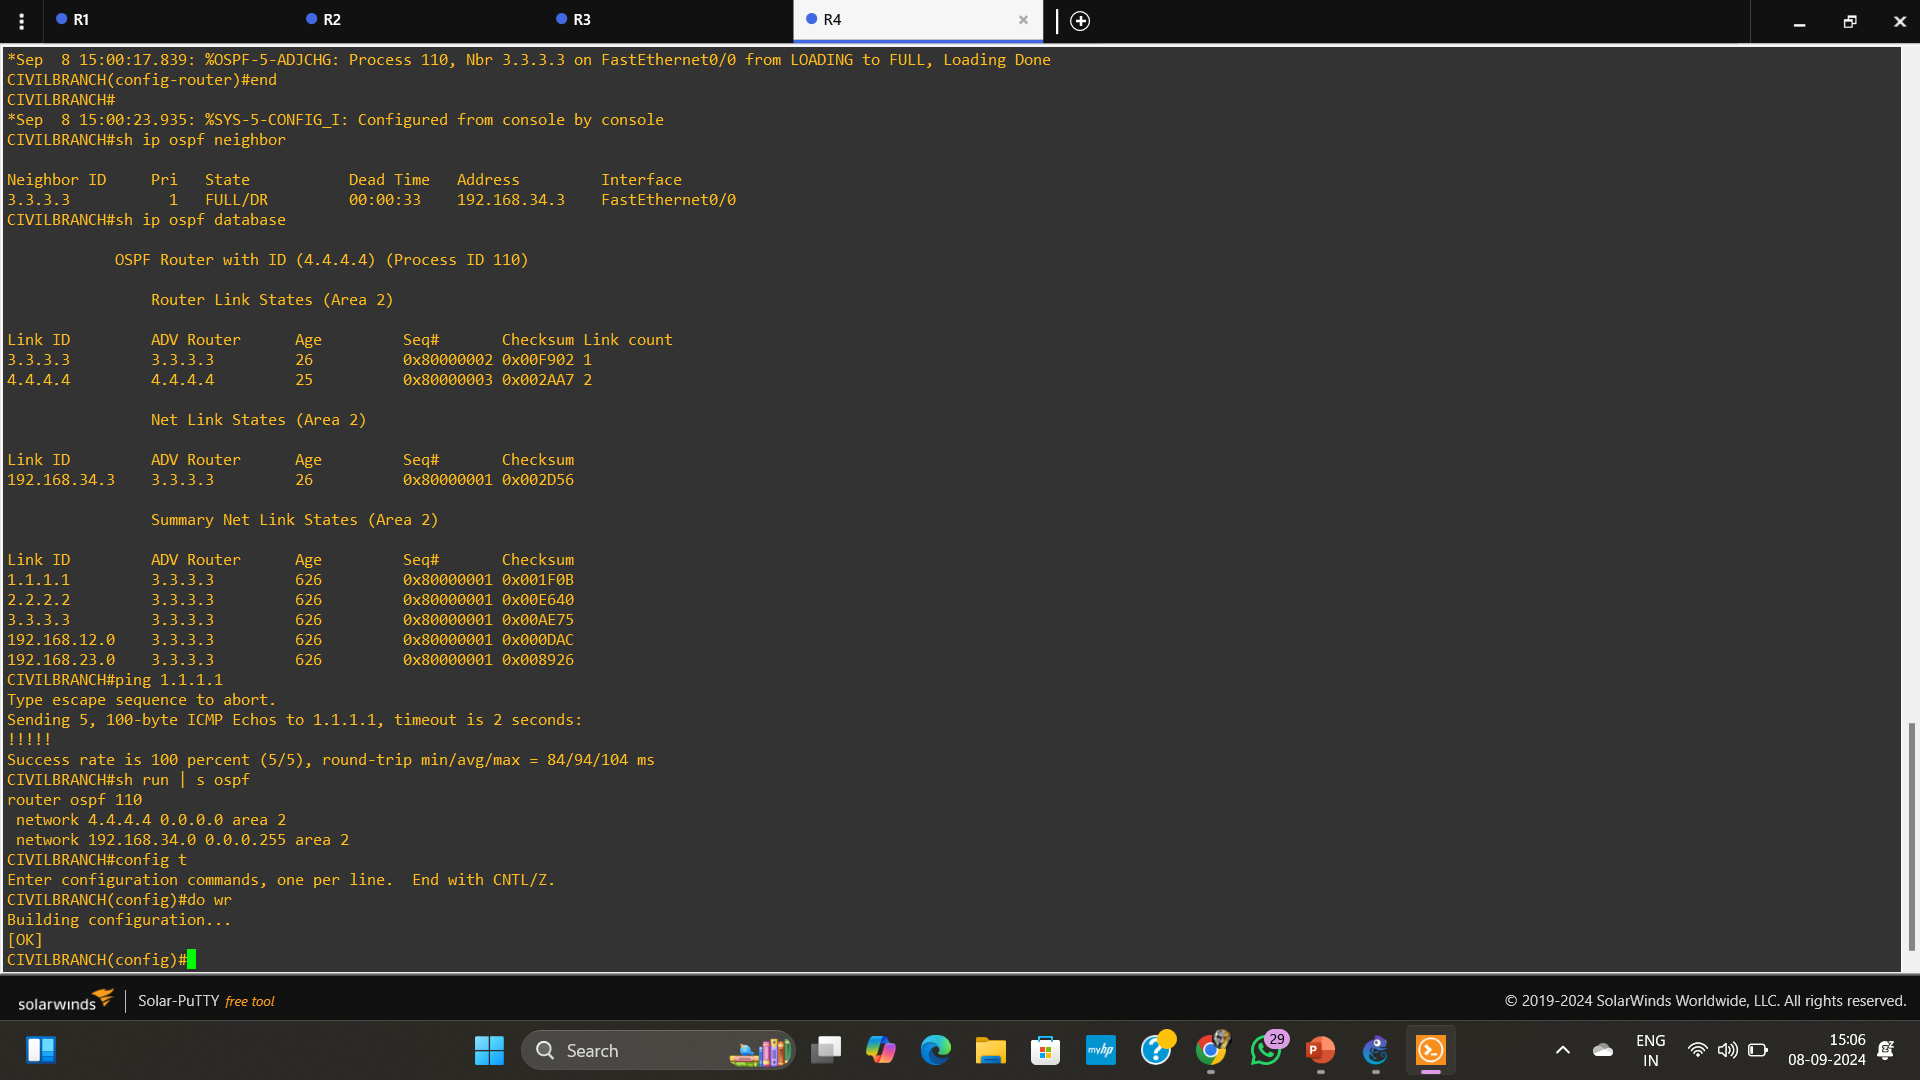 R1
R2
R3
R4
*Sep  8 15:00:17.839: %OSPF-5-ADJCHG: Process 110, Nbr 3.3.3.3 on FastEthernet0/0 from LOADING to FULL, Loading Done
CIVILBRANCH(config-router)#end
CIVILBRANCH#
*Sep  8 15:00:23.935: %SYS-5-CONFIG_I: Configured from console by console
CIVILBRANCH#sh ip ospf neighbor
Neighbor ID     Pri   State           Dead Time   Address         Interface
3.3.3.3           1   FULL/DR         00:00:33    192.168.34.3    FastEthernet0/0
CIVILBRANCH#sh ip ospf database
OSPF Router with ID (4.4.4.4) (Process ID 110)
Router Link States (Area 2)
Link ID         ADV Router      Age         Seq#       Checksum Link count
3.3.3.3         3.3.3.3         26          0x80000002 0x00F902 1
4.4.4.4         4.4.4.4         25          0x80000003 0x002AA7 2
Net Link States (Area 2)
Link ID         ADV Router      Age         Seq#       Checksum
192.168.34.3    3.3.3.3         26          0x80000001 0x002D56
Summary Net Link States (Area 2)
Link ID         ADV Router      Age         Seq#       Checksum
1.1.1.1         3.3.3.3         626         0x80000001 0x001F0B
2.2.2.2         3.3.3.3         626         0x80000001 0x00E640
3.3.3.3         3.3.3.3         626         0x80000001 0x00AE75
192.168.12.0    3.3.3.3         626         0x80000001 0x000DAC
192.168.23.0    3.3.3.3         626         0x80000001 0x008926
CIVILBRANCH#ping 1.1.1.1
Type escape sequence to abort.
Sending 5, 100-byte ICMP Echos to 1.1.1.1, timeout is 2 seconds:
!!!!!
Success rate is 100 percent (5/5), round-trip min/avg/max = 84/94/104 ms
CIVILBRANCH#sh run | s ospf
router ospf 110
 network 4.4.4.4 0.0.0.0 area 2
 network 192.168.34.0 0.0.0.255 area 2
CIVILBRANCH#config t
Enter configuration commands, one per line.  End with CNTL/Z.
CIVILBRANCH(config)#do wr
Building configuration...
[OK]
CIVILBRANCH(config)#
solarwinds Solar-PuTTY free tool
© 2019-2024 SolarWinds Worldwide, LLC. All rights reserved.
Search
myhp
29
ENG
IN
15:06
08-09-2024